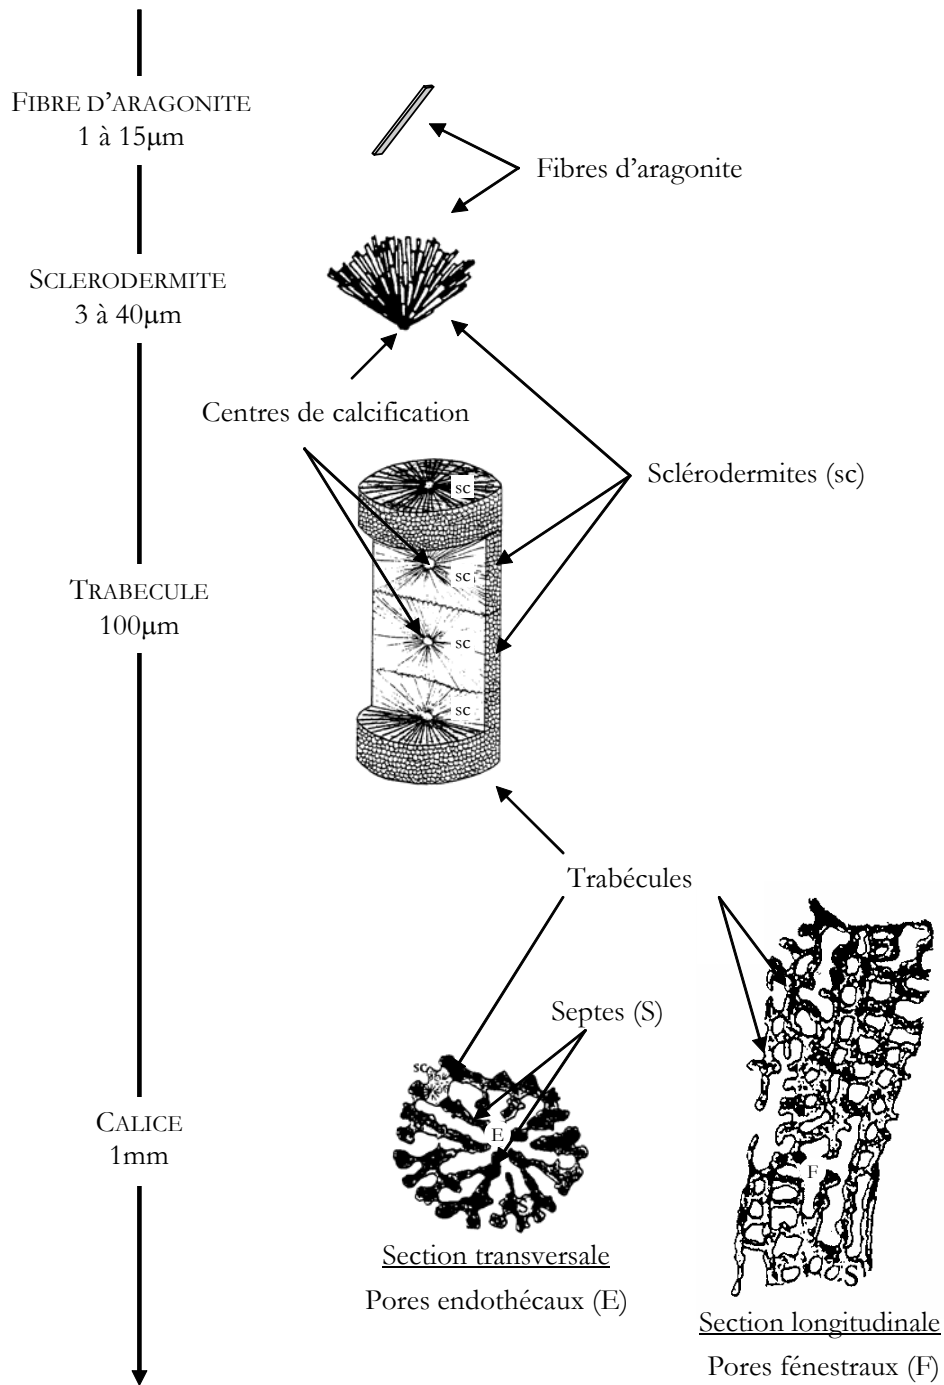 FIBRE D'ARAGONITE
1 à 15µm
Fibres d'aragonite
SCLERODERMITE
3 à 40µm
Centres de calcification
Sclérodermites (sc)
sc
sc
sc
sc
TRABECULE
100µm
Trabécules
Septes (S)
sc
E
S
CALICE
1mm
F
S
Section transversale
Pores endothécaux (E)
Section longitudinale
Pores fénestraux (F)